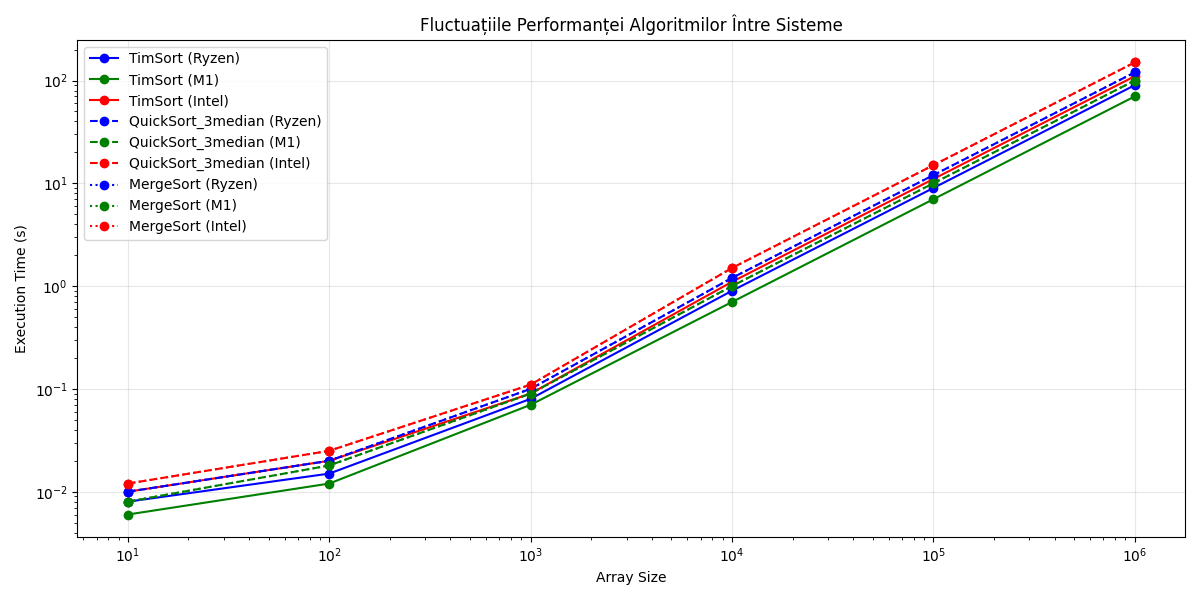 Fluctuațiile Performanței Algoritmilor Între Sisteme
TimSort (Ryzen)
TimSort (M1)
TimSort (Intel)
QuickSort_3median (Ryzen)
QuickSort_3median (M1)
QuickSort_3median (Intel)
MergeSort (Ryzen)
MergeSort (M1)
MergeSort (Intel)
Execution Time (s)
10²
10¹
10⁰
10⁻¹
10⁻²
10¹ 10² 10³ 10⁴ 10⁵ 10⁶
Array Size